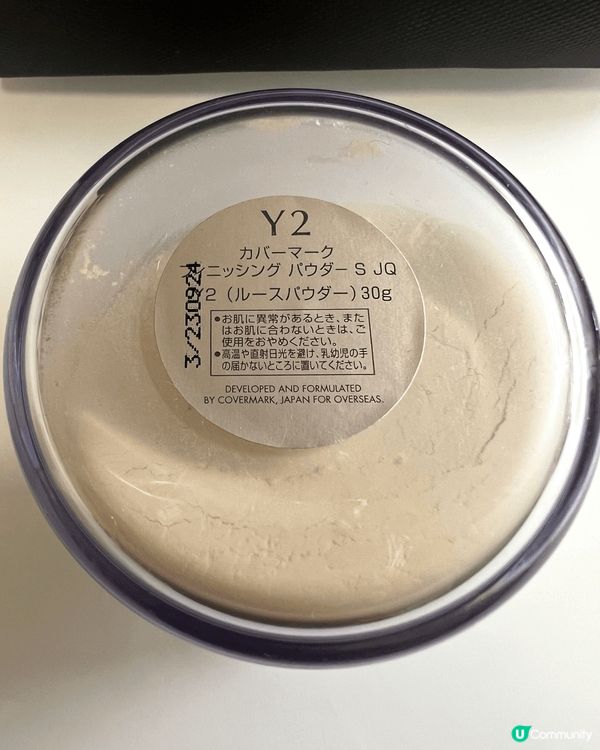 Y2
カバーマーク
ニッシング パウダー S JQ
2 (ルースパウダー) 30g
●お肌に異常があるとき、また
はお肌に合わないときは、ご
使用をおやめください。
●高温や直射日光を避け、乳幼児の手
の届かないところに置いてください。
DEVELOPED AND FORMULATED
BY COVERMARK, JAPAN FOR OVERSEAS.
3/230924
U Community